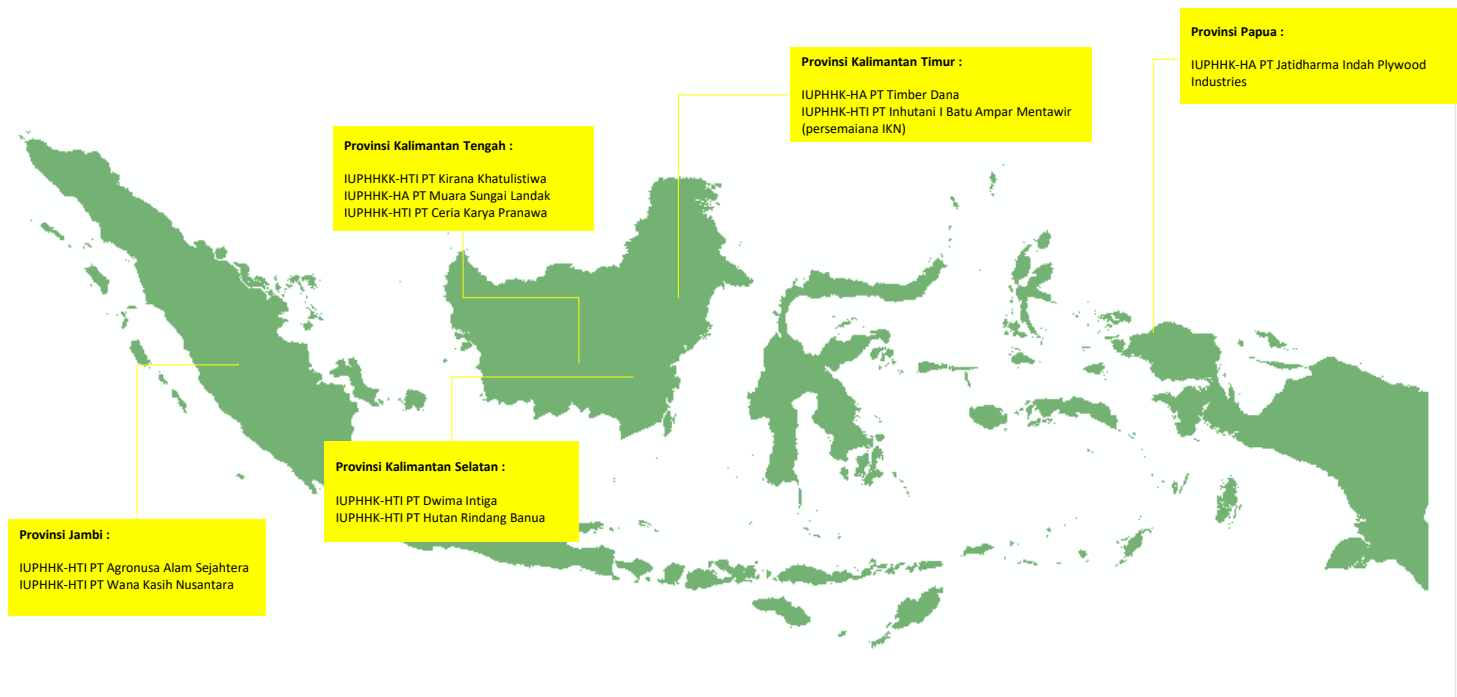 Provinsi Papua :
IUPHHK-HA PT Jatidharma Indah Plywood
Industries
Provinsi Kalimantan Timur :
IUPHHK-HA PT Timber Dana
IUPHHK-HTI PT Inhutani I Batu Ampar Mentawir
(persemaiana IKN)
Provinsi Kalimantan Tengah :
IUPHHKK-HTI PT Kirana Khatulistiwa
IUPHHK-HA PT Muara Sungai Landak
IUPHHK-HTI PT Ceria Karya Pranawa
Provinsi Kalimantan Selatan :
IUPHHK-HTI PT Dwima Intiga
IUPHHK-HTI PT Hutan Rindang Banua
Provinsi Jambi :
IUPHHK-HTI PT Agronusa Alam Sejahtera
IUPHHK-HTI PT Wana Kasih Nusantara